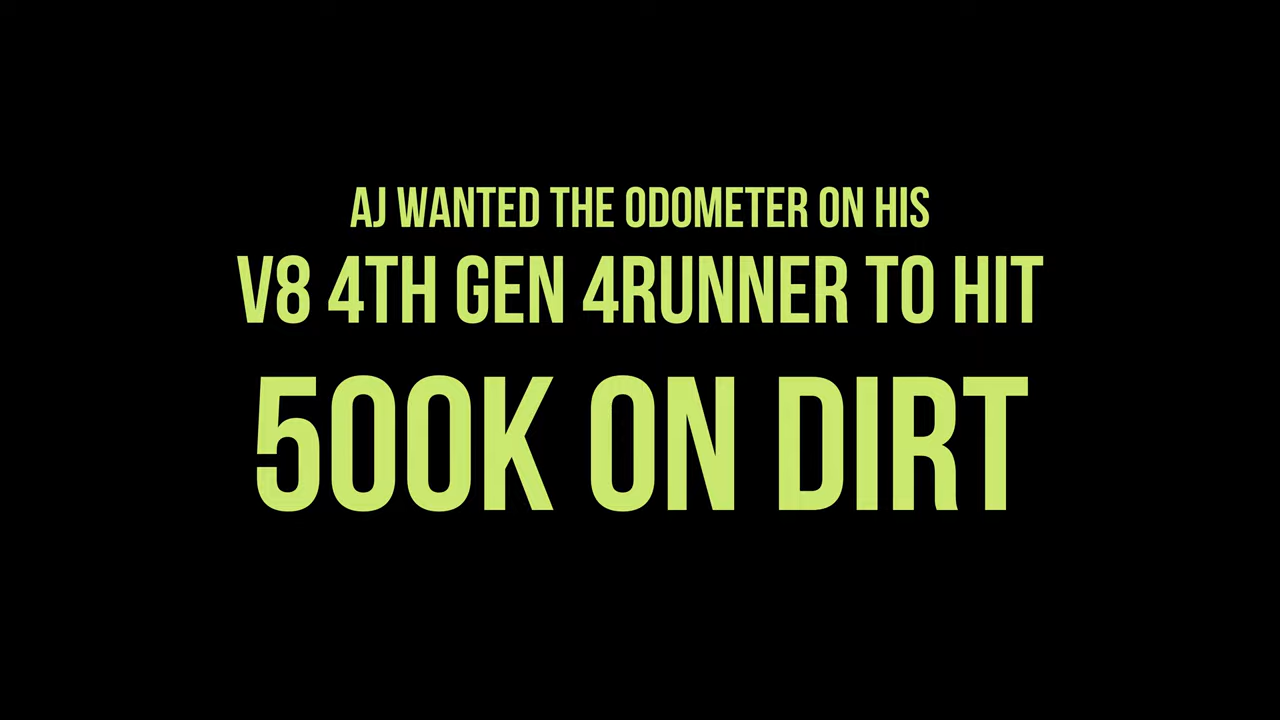 AJ WANTED THE ODOMETER ON HIS
V8 4TH GEN 4RUNNER TO HIT
500K ON DIRT